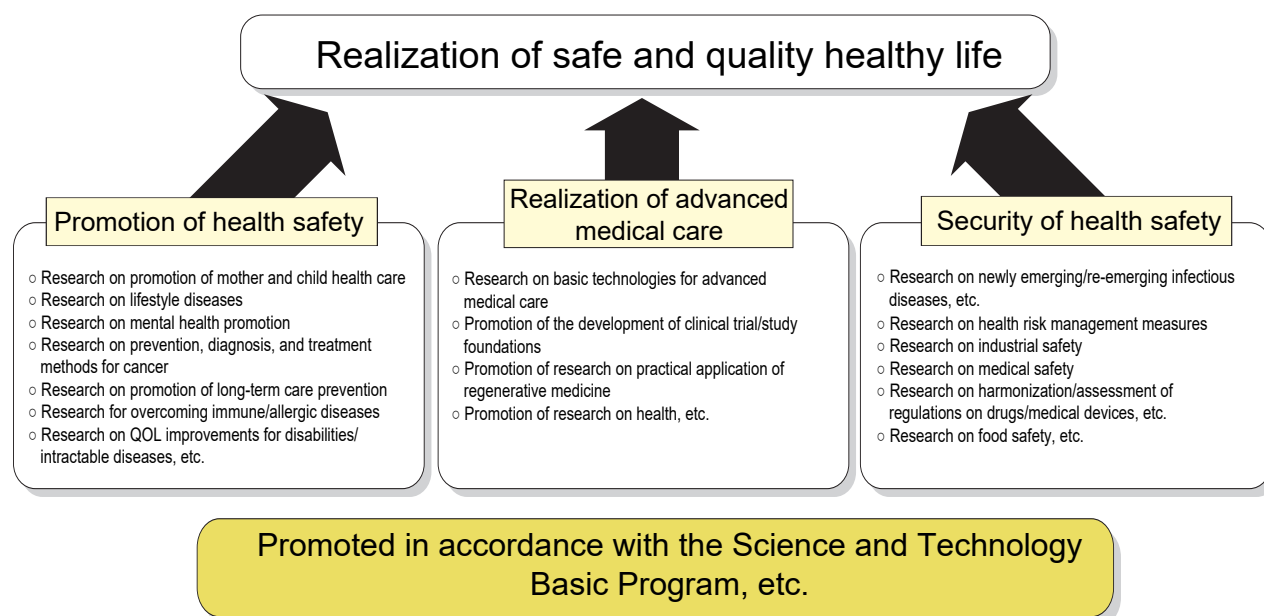 Realization of safe and quality healthy life
Promotion of health safety
○ Research on promotion of mother and child health care
○ Research on lifestyle diseases
○ Research on mental health promotion
○ Research on prevention, diagnosis, and treatment
methods for cancer
○ Research on promotion of long-term care prevention
○ Research for overcoming immune/allergic diseases
○ Research on QOL improvements for disabilities/
intractable diseases, etc.
Realization of advanced
medical care
○ Research on basic technologies for advanced
medical care
○ Promotion of the development of clinical trial/study
foundations
○ Promotion of research on practical application of
regenerative medicine
○ Promotion of research on health, etc.
Security of health safety
○ Research on newly emerging/re-emerging infectious
diseases, etc.
○ Research on health risk management measures
○ Research on industrial safety
○ Research on medical safety
○ Research on harmonization/assessment of
regulations on drugs/medical devices, etc.
○ Research on food safety, etc.
Promoted in accordance with the Science and Technology
Basic Program, etc.